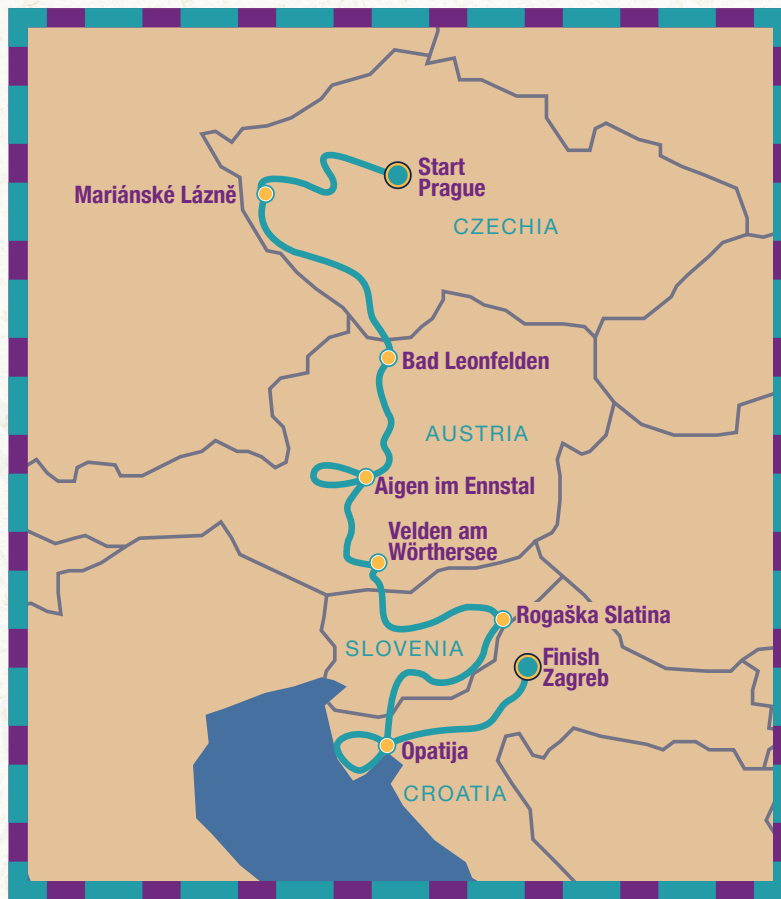 Start
Prague
Mariánské Lázně
CZECHIA
Bad Leonfelden
AUSTRIA
Aigen im Ennstal
Velden am
Wörthersee
Rogaška Slatina
SLOVENIA
Finish
Zagreb
Opatija
CROATIA